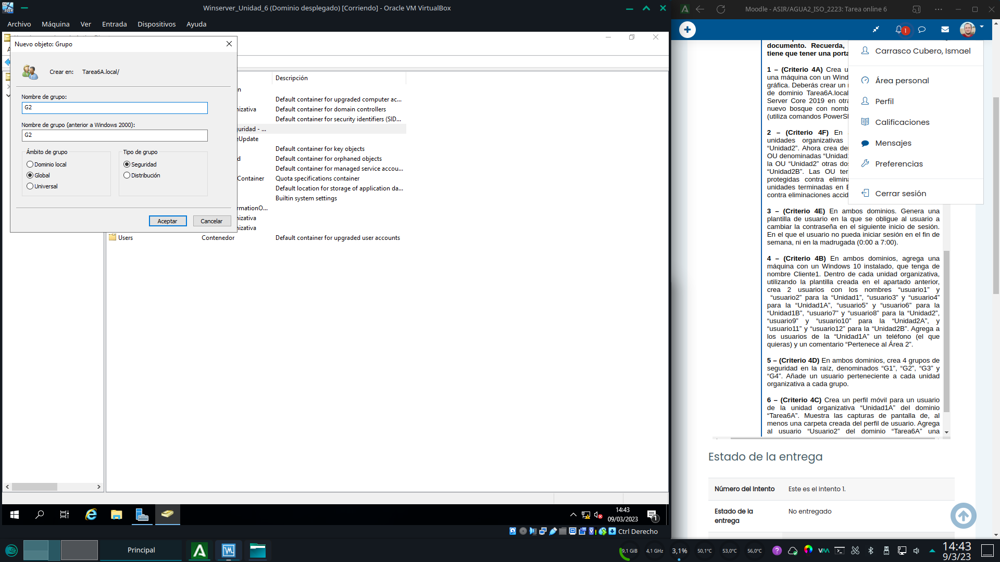 Winserver_Unidad_6 (Dominio desplegado) [Corriendo] - Oracle VM VirtualBox
Archivo Máquina Ver Entrada Dispositivos Ayuda
Nuevo objeto: Grupo
Crear en: Tarea6A.local/
Nombre de grupo:
G2
Nombre de grupo (anterior a Windows 2000):
G2
Ámbito de grupo
Dominio local
Global
Universal
Tipo de grupo
Seguridad
Distribución
Aceptar
Cancelar
Descripción
n
Default container for upgraded computer ac...
nizativa Default container for domain controllers
Default container for security identifiers (SID...
uridad - ...
eUpdate
Default container for key objects
d Default container for orphaned objects
Default container for managed service accou...
Container Quota specifications container
Default location for storage of application da...
Builtin system settings
rmationO...
nizativa
nizativa
Users Contenedor Default container for upgraded user accounts
14:43
09/03/2023
1
Ctrl Derecho
Moodle - ASIR/AGUA2_ISO_2223: Tarea online 6
1
Carrasco Cubero, Ismael
Área personal
Perfil
Calificaciones
Mensajes
Preferencias
Cerrar sesión
documento. Recuerda,
tiene que tener una porta
1 – (Criterio 4A) Crea u
una máquina con un Wind
gráfica. Deberás crear un
de dominio Tarea6A.local
Server Core 2019 en otra
nuevo bosque con nomb
(utiliza comandos PowerSl
2 – (Criterio 4F) En
unidades organizativas
“Unidad2”. Ahora crea de
OU denominadas “Unidad
la OU “Unidad2” otras do
“Unidad2B”. Las OU ter
protegidas contra elimina
unidades terminadas en E
contra eliminaciones accid
3 – (Criterio 4E) En ambos dominios. Genera una
plantilla de usuario en la que se obligue al usuario a
cambiar la contraseña en el siguiente inicio de sesión.
En el que el usuario no pueda iniciar sesión en el fin de
semana, ni en la madrugada (0:00 a 7:00).
4 – (Criterio 4B) En ambos dominios, agrega una
máquina con un Windows 10 instalado, que tenga de
nombre Cliente1. Dentro de cada unidad organizativa,
utilizando la plantilla creada en el apartado anterior,
crea 2 usuarios con los nombres “usuario1” y
“usuario2” para la “Unidad1”, “usuario3” y “usuario4”
para la “Unidad1A”, “usuario5” y “usuario6” para la
“Unidad1B”, “usuario7” y “usuario8” para la “Unidad2”,
“usuario9” y “usuario10” para la “Unidad2A”, y
“usuario11” y “usuario12” para la “Unidad2B”. Agrega a
los usuarios de la “Unidad1A” un teléfono (el que
quieras) y un comentario “Pertenece al Área 2”.
5 – (Criterio 4D) En ambos dominios, crea 4 grupos de
seguridad en la raíz, denominados “G1”, “G2”, “G3” y
“G4”. Añade un usuario perteneciente a cada unidad
organizativa a cada grupo.
6 – (Criterio 4C) Crea un perfil móvil para un usuario
de la unidad organizativa “Unidad1A” del dominio
“Tarea6A”. Muestra las capturas de pantalla de, al
menos una carpeta creada del perfil de usuario. Agrega
al usuario “Usuario2” del dominio “Tarea6A” una
Estado de la entrega
Número del intento Este es el intento 1.
Estado de la entrega No entregado
Principal
9,1 GiB 4,1 GHz 3,1% 50,1°C 53,0°C 56,0°C
14:43
9/3/23